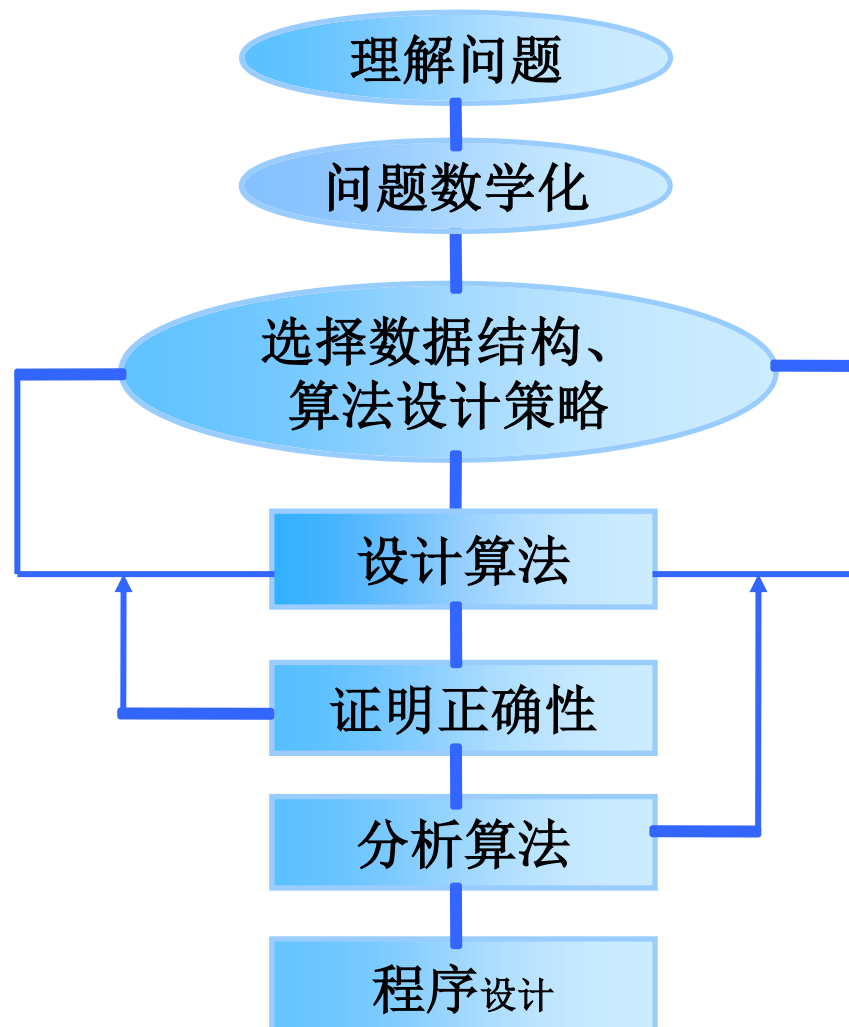 理解问题
问题数学化
选择数据结构、
算法设计策略
设计算法
证明正确性
分析算法
程序设计